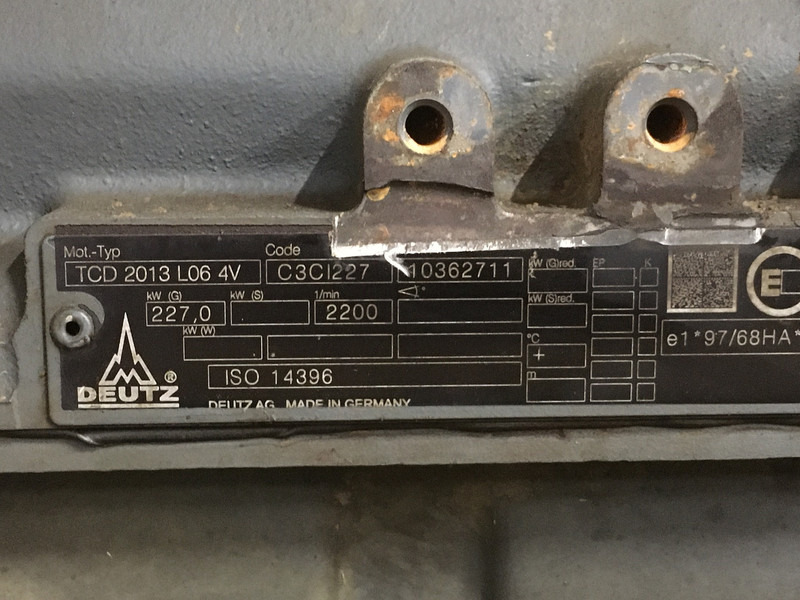 Mot.-Typ Code
TCD 2013 L06 4V C3CI227 10362711 kW (G)red. EP K
kW (G) kW (S) 1/min kW (S)red.
227,0 2200
kW (W) °C
+
ISO 14396 m
DEUTZ ®
DEUTZ AG MADE IN GERMANY
E
e1*97/68HA*